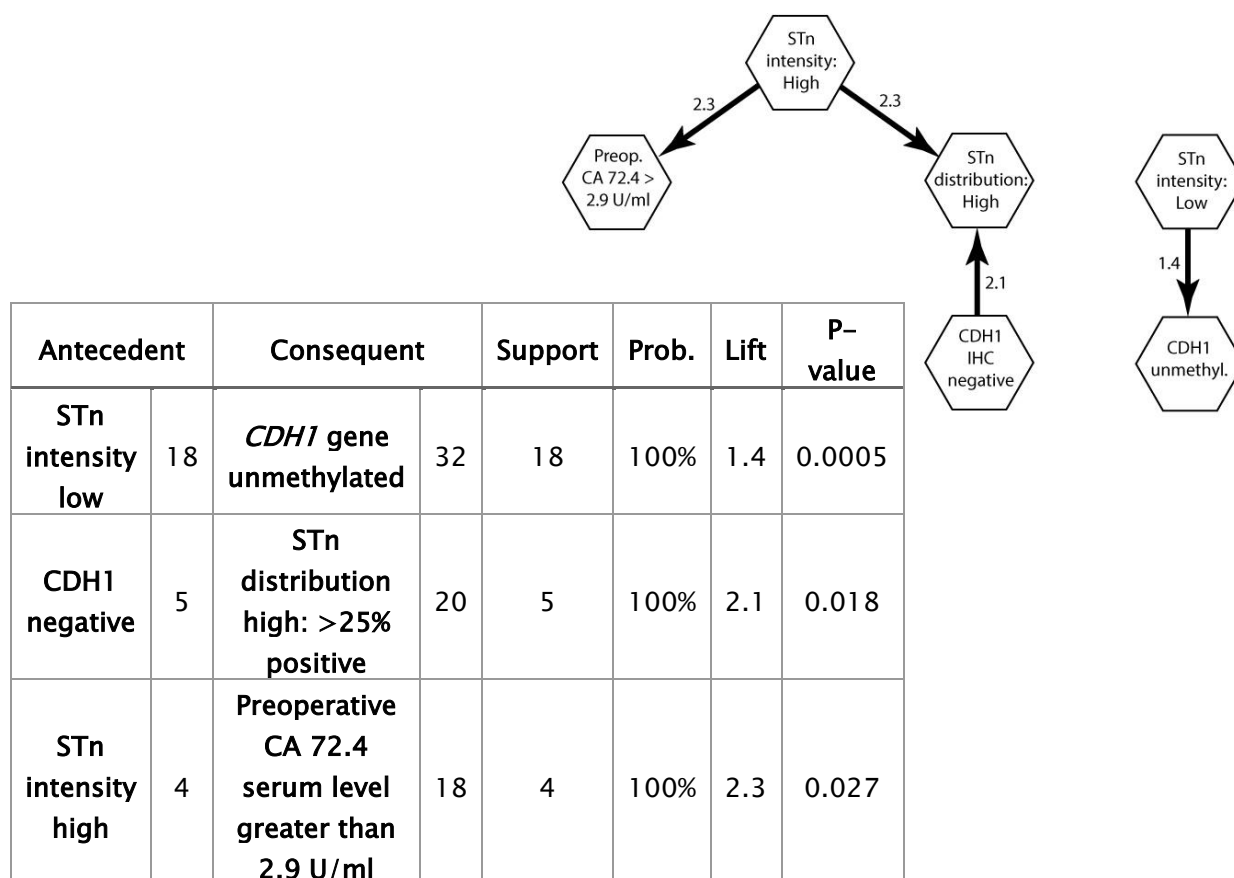 STn
intensity:
High
2.3
2.3
Preop.
CA 72.4 >
2.9 U/ml
STn
distribution:
High
STn
intensity:
Low
2.1
1.4
CDH1
IHC
negative
CDH1
unmethyl.
Antecedent Consequent Support Prob. Lift P-
value
STn
intensity
low
18
CDH1 gene
unmethylated
32 18 100% 1.4 0.0005
CDH1
negative
5
STn
distribution
high: >25%
positive
20 5 100% 2.1 0.018
STn
intensity
high
4
Preoperative
CA 72.4
serum level
greater than
2.9 U/ml
18 4 100% 2.3 0.027